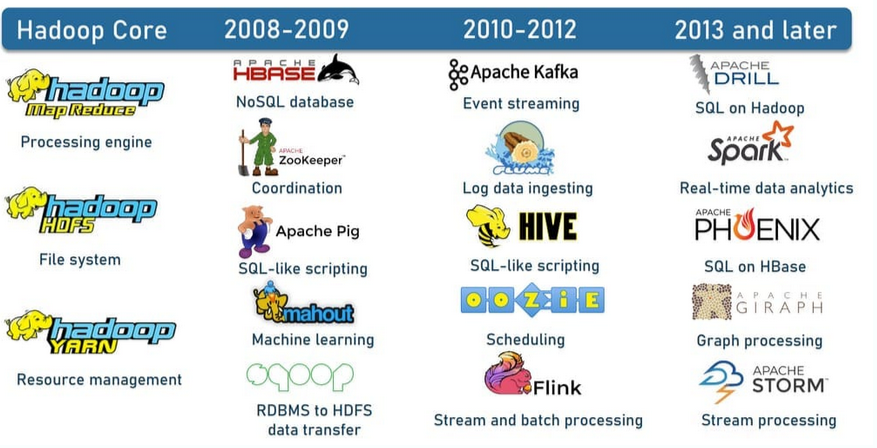 Hadoop Core
2008-2009
2010-2012
2013 and later
hadoop
Map Reduce
Processing engine
hadoop
HDFS
File system
hadoop
YARN
Resource management
APACHE
HBASE
NoSQL database
APACHE
ZooKeeper™
Coordination
Apache Pig
SQL-like scripting
mahout
Machine learning
sqoop
RDBMS to HDFS
data transfer
Apache Kafka
Event streaming
FLUME
Log data ingesting
HIVE
SQL-like scripting
OOZiE
Scheduling
Flink
Stream and batch processing
APACHE
DRILL
SQL on Hadoop
APACHE
Spark™
Real-time data analytics
APACHE
PHOENIX
SQL on HBase
APACHE
GIRAPH
Graph processing
APACHE
STORM™
Stream processing